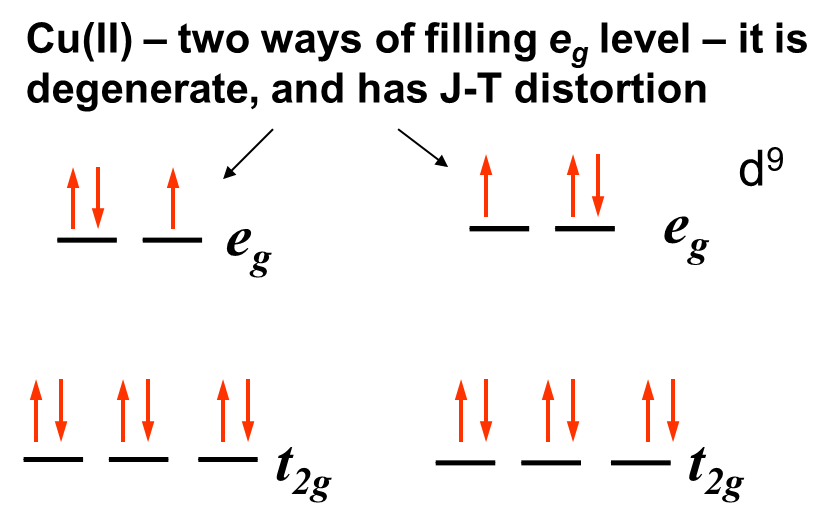 Cu(II) – two ways of filling eg level – it is
degenerate, and has J-T distortion
d9
eg
eg
t2g
t2g